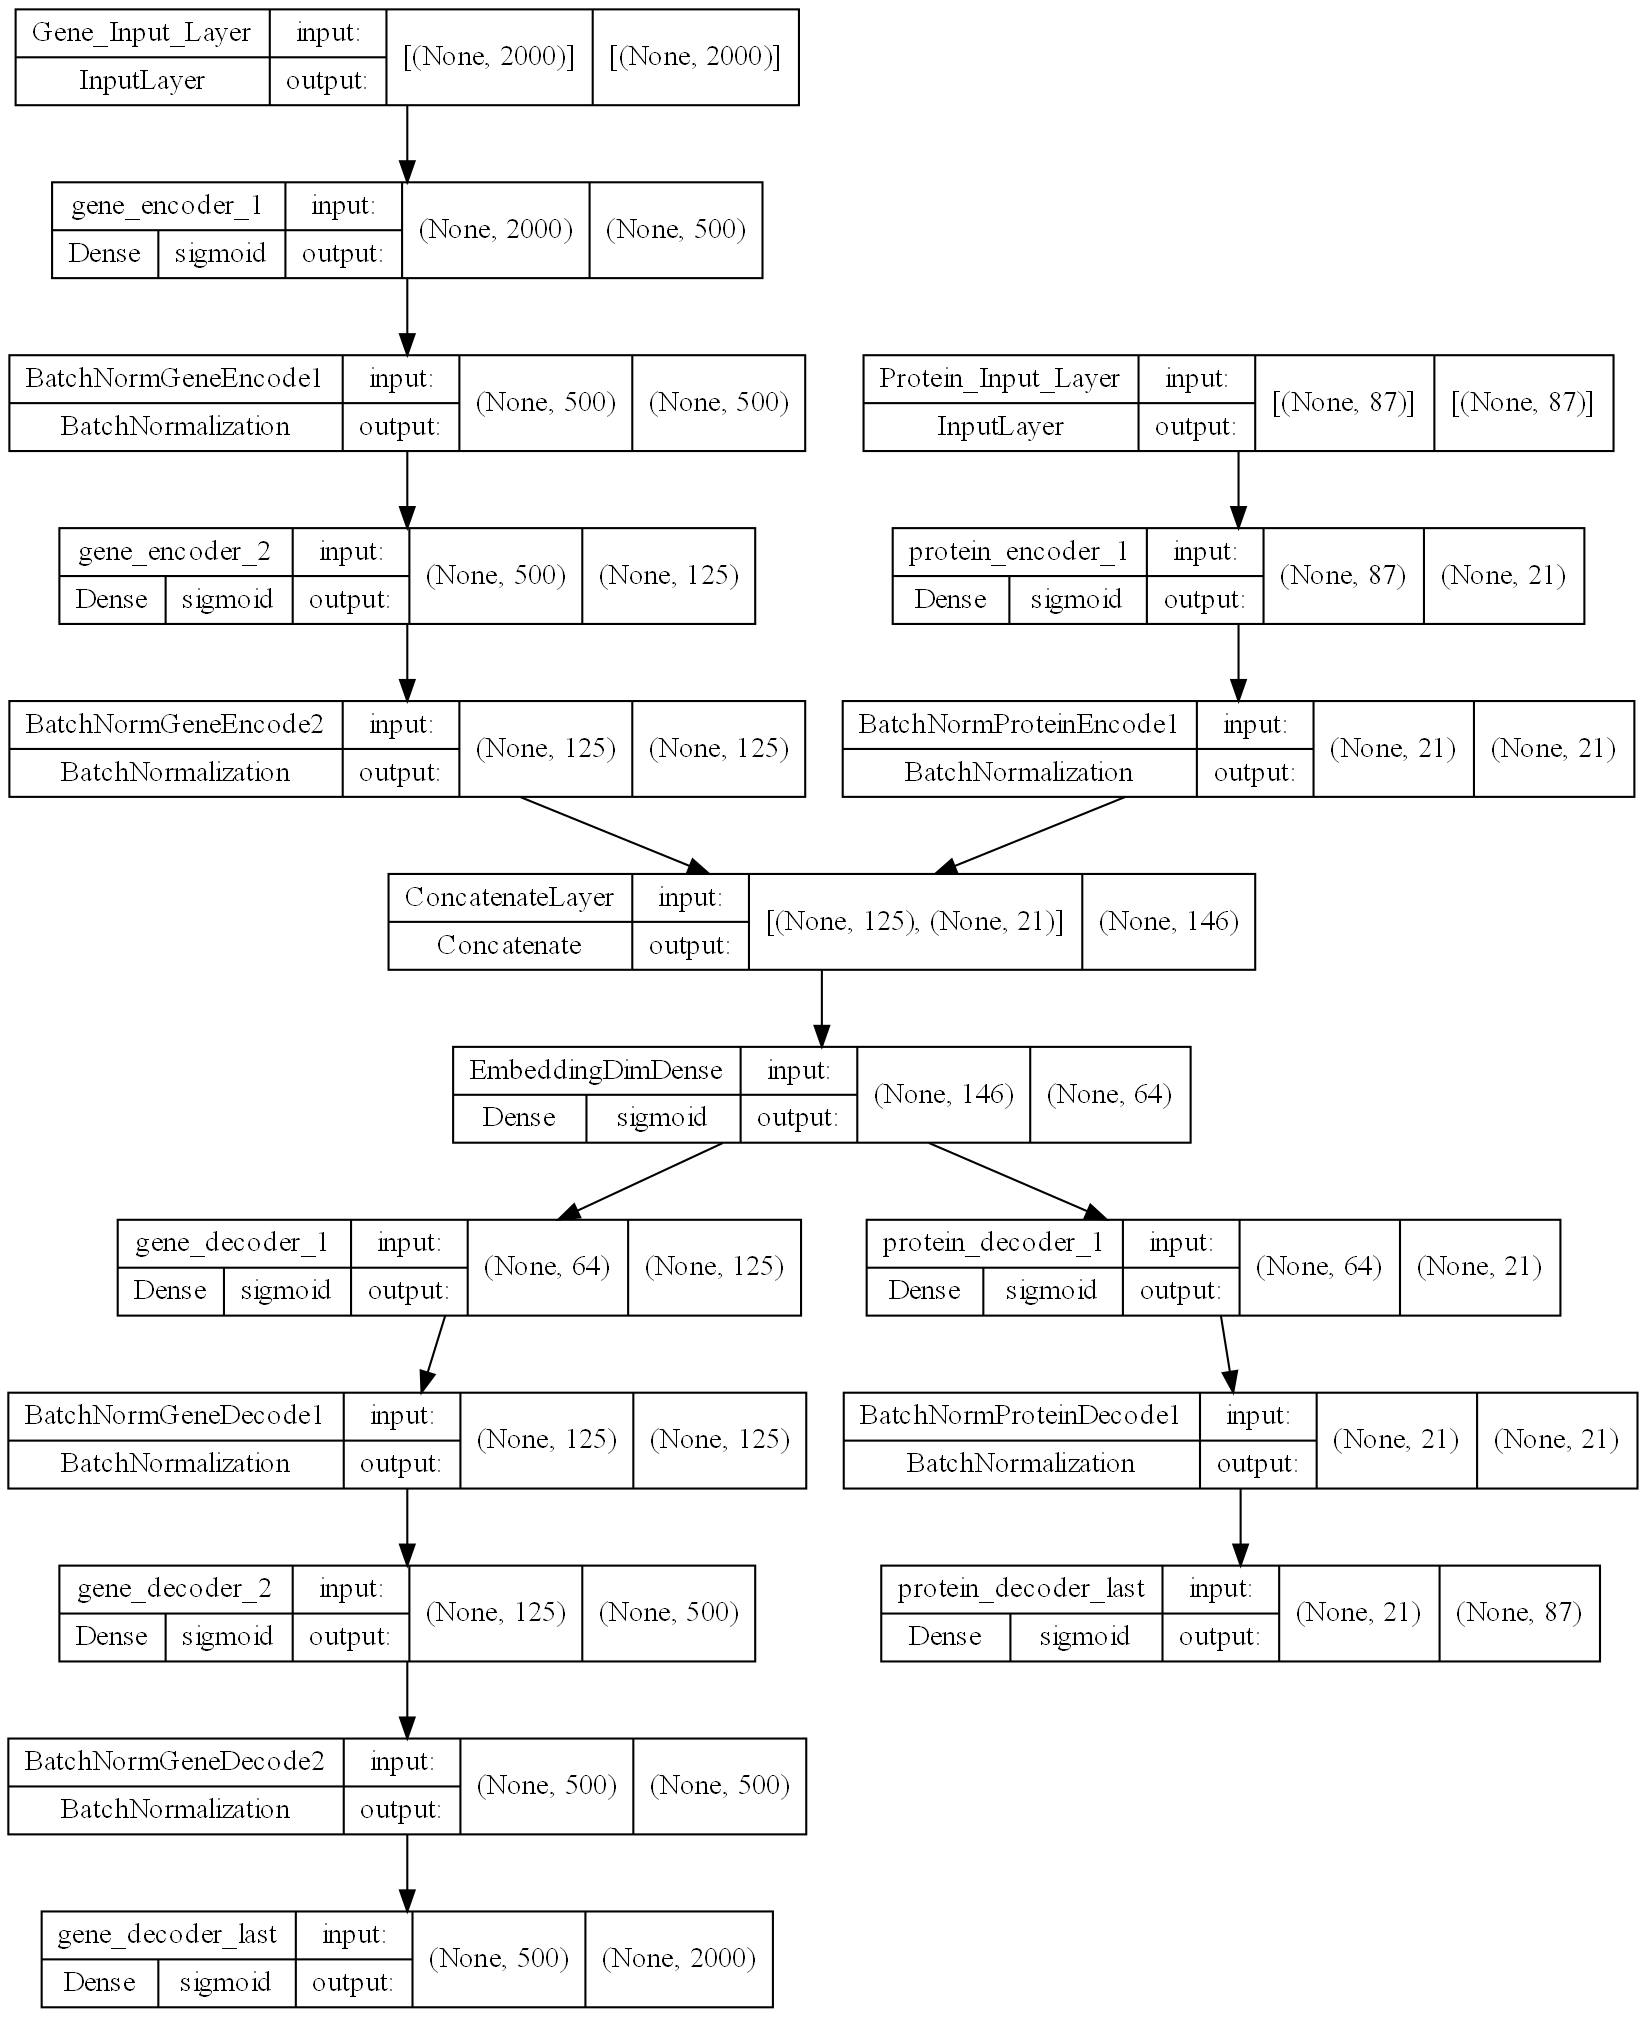 Gene_Input_Layer input: [(None, 2000)] [(None, 2000)]
InputLayer output:
gene_encoder_1 input: (None, 2000) (None, 500)
Dense sigmoid output:
BatchNormGeneEncode1 input: (None, 500) (None, 500)
BatchNormalization output:
Protein_Input_Layer input: [(None, 87)] [(None, 87)]
InputLayer output:
gene_encoder_2 input: (None, 500) (None, 125)
Dense sigmoid output:
protein_encoder_1 input: (None, 87) (None, 21)
Dense sigmoid output:
BatchNormGeneEncode2 input: (None, 125) (None, 125)
BatchNormalization output:
BatchNormProteinEncode1 input: (None, 21) (None, 21)
BatchNormalization output:
ConcatenateLayer input: [(None, 125), (None, 21)] (None, 146)
Concatenate output:
EmbeddingDimDense input: (None, 146) (None, 64)
Dense sigmoid output:
gene_decoder_1 input: (None, 64) (None, 125)
Dense sigmoid output:
protein_decoder_1 input: (None, 64) (None, 21)
Dense sigmoid output:
BatchNormGeneDecode1 input: (None, 125) (None, 125)
BatchNormalization output:
BatchNormProteinDecode1 input: (None, 21) (None, 21)
BatchNormalization output:
gene_decoder_2 input: (None, 125) (None, 500)
Dense sigmoid output:
protein_decoder_last input: (None, 21) (None, 87)
Dense sigmoid output:
BatchNormGeneDecode2 input: (None, 500) (None, 500)
BatchNormalization output:
gene_decoder_last input: (None, 500) (None, 2000)
Dense sigmoid output: